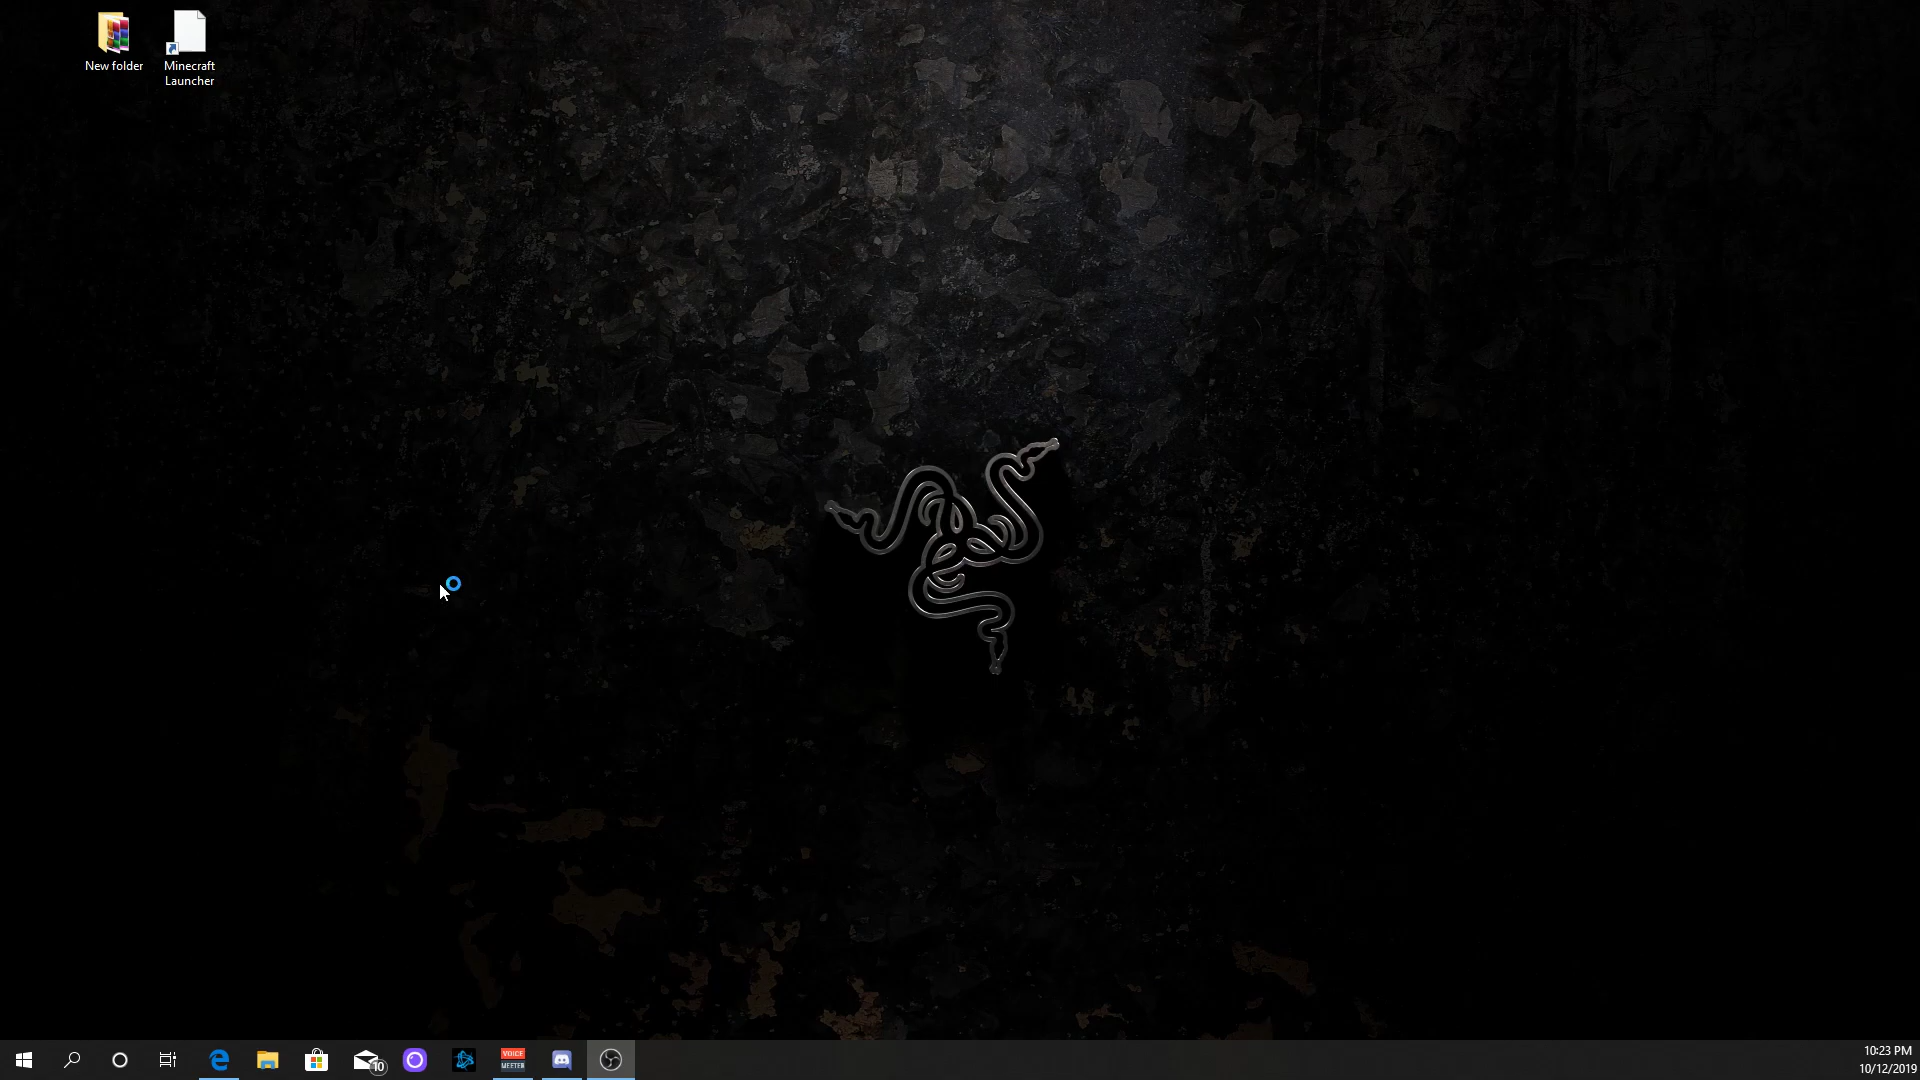 New folder
Minecraft
Launcher
10
VOICE
MEETER
10:23 PM
10/12/2019